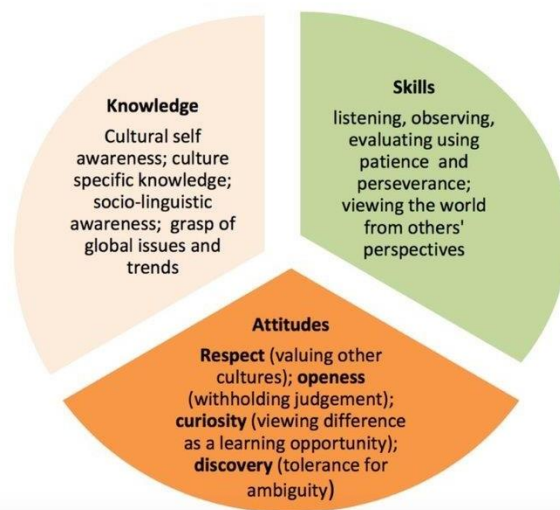 Knowledge
Cultural self
awareness; culture
specific knowledge;
socio-linguistic
awareness; grasp of
global issues and
trends
Skills
listening, observing,
evaluating using
patience and
perseverance;
viewing the world
from others'
perspectives
Attitudes
Respect (valuing other
cultures); openess
(withholding judgement);
curiosity (viewing difference
as a learning opportunity);
discovery (tolerance for
ambiguity)